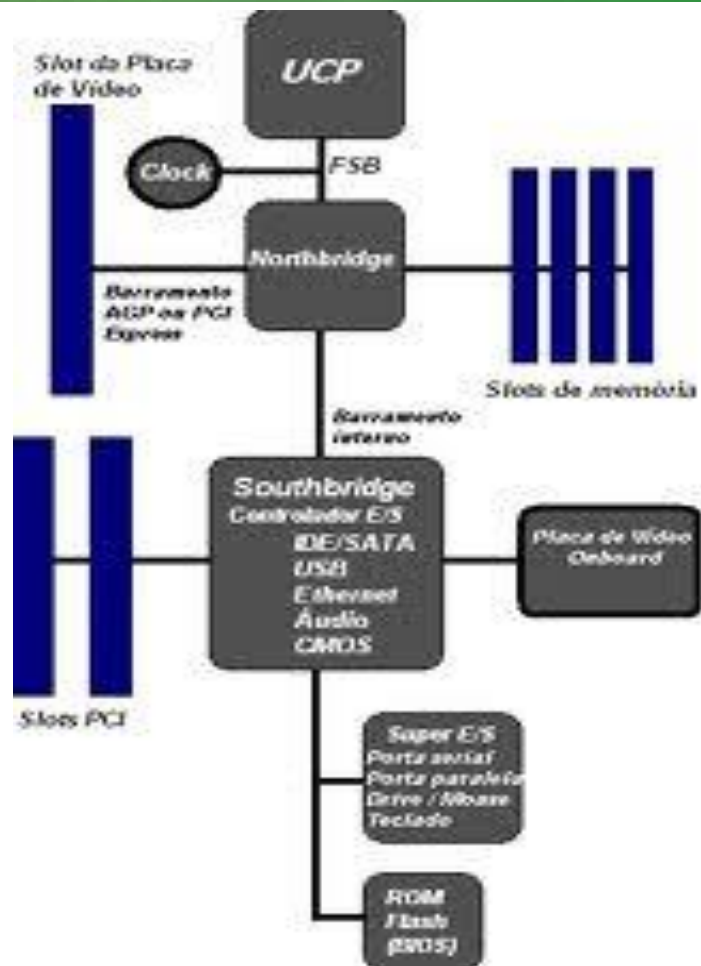 UCP
Slot da Placa
de Vídeo
Clock
FSB
Northbridge
Barramento
AGP ou PCI
Express
Slots de memória
Barramento
interno
Southbridge
Controlador E/S
IDE/SATA
USB
Ethernet
Áudio
CMOS
Placa de Vídeo
Onboard
Slots PCI
Super E/S
Porta serial
Porta paralela
Drive / Mouse
Teclado
ROM
Flash
(BIOS)